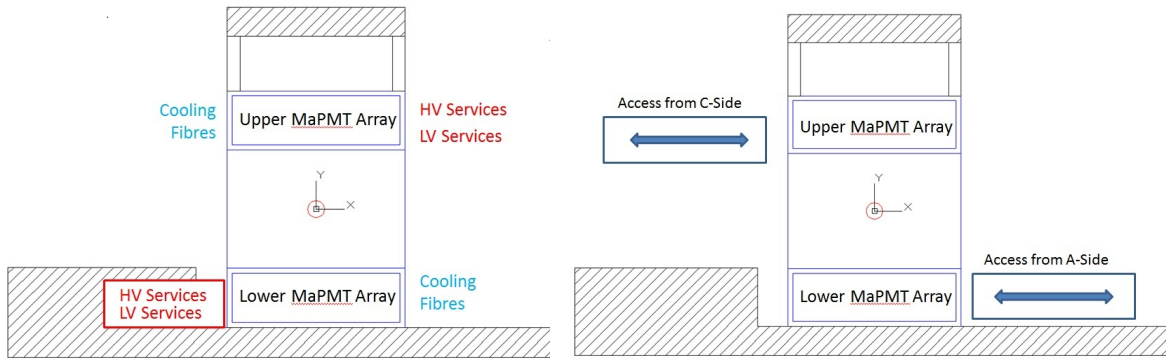 Cooling
Fibres
Upper MaPMT Array
HV Services
LV Services
Y
X
HV Services
LV Services
Lower MaPMT Array
Cooling
Fibres
Access from C-Side
Upper MaPMT Array
Y
X
Access from A-Side
Lower MaPMT Array